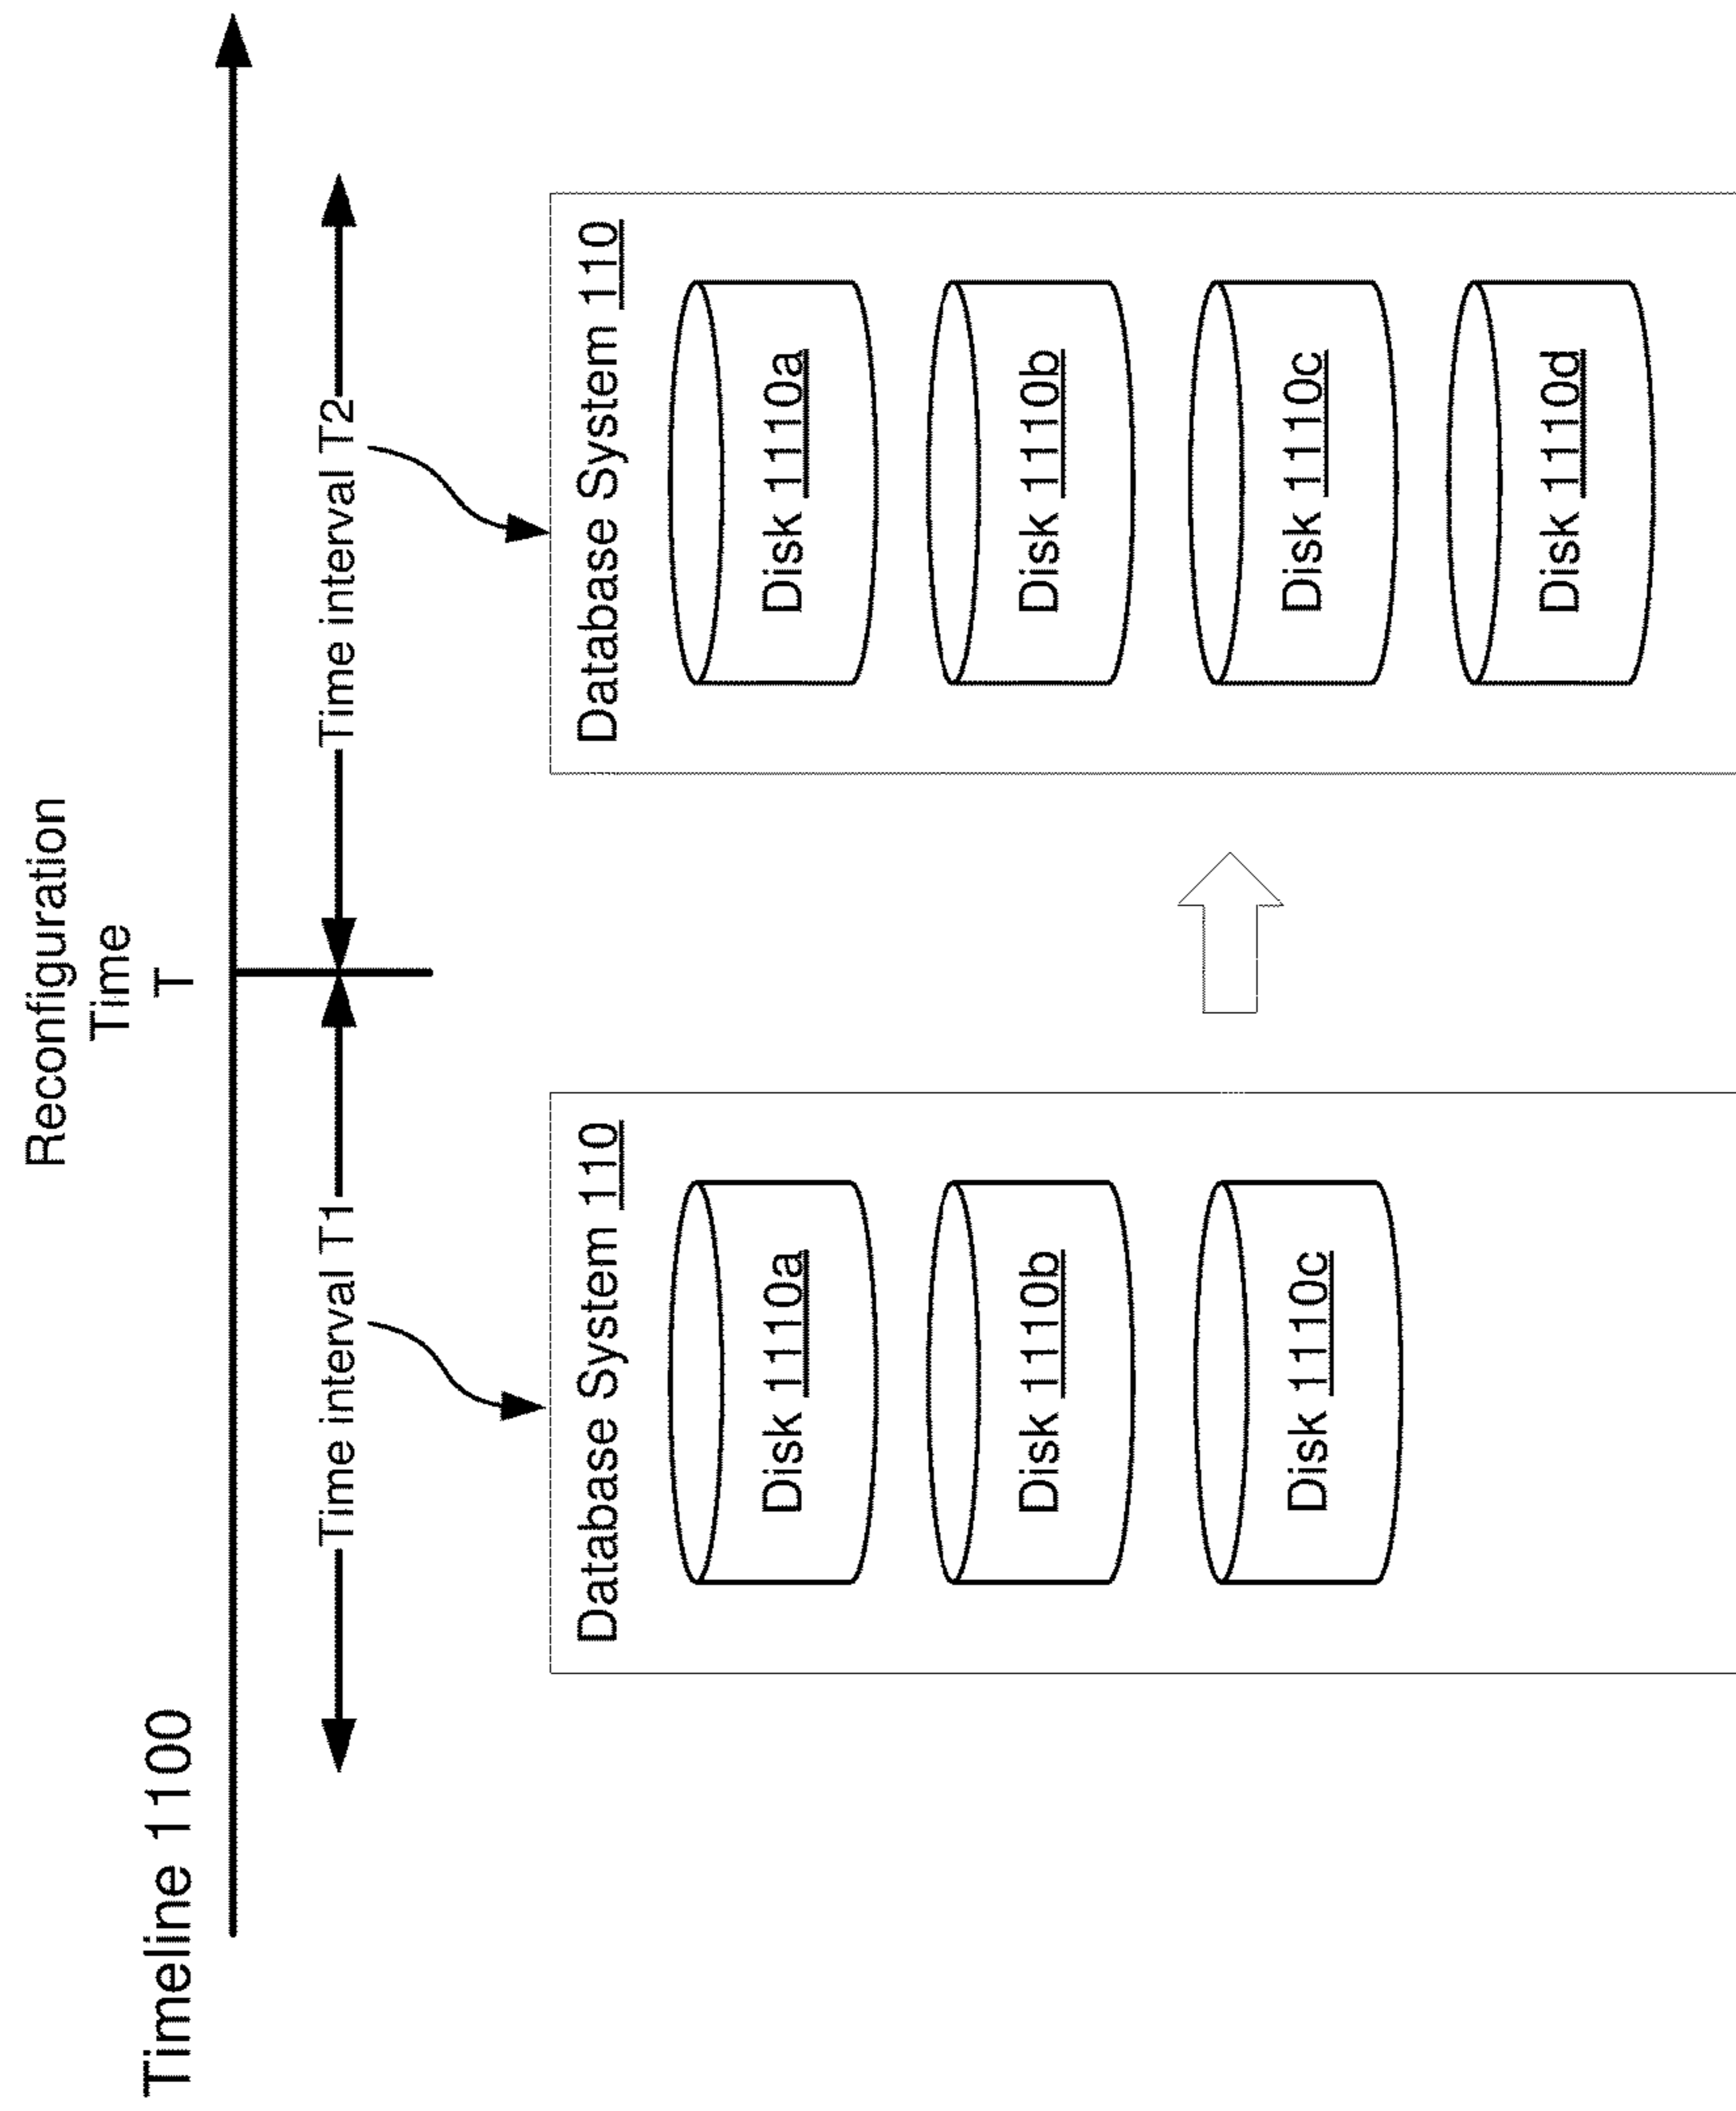 Reconfiguration
Time
T
Timeline 1100
Time interval T1
Time interval T2
Database System 110
Disk 1110a
Disk 1110b
Disk 1110c
Database System 110
Disk 1110a
Disk 1110b
Disk 1110c
Disk 1110d